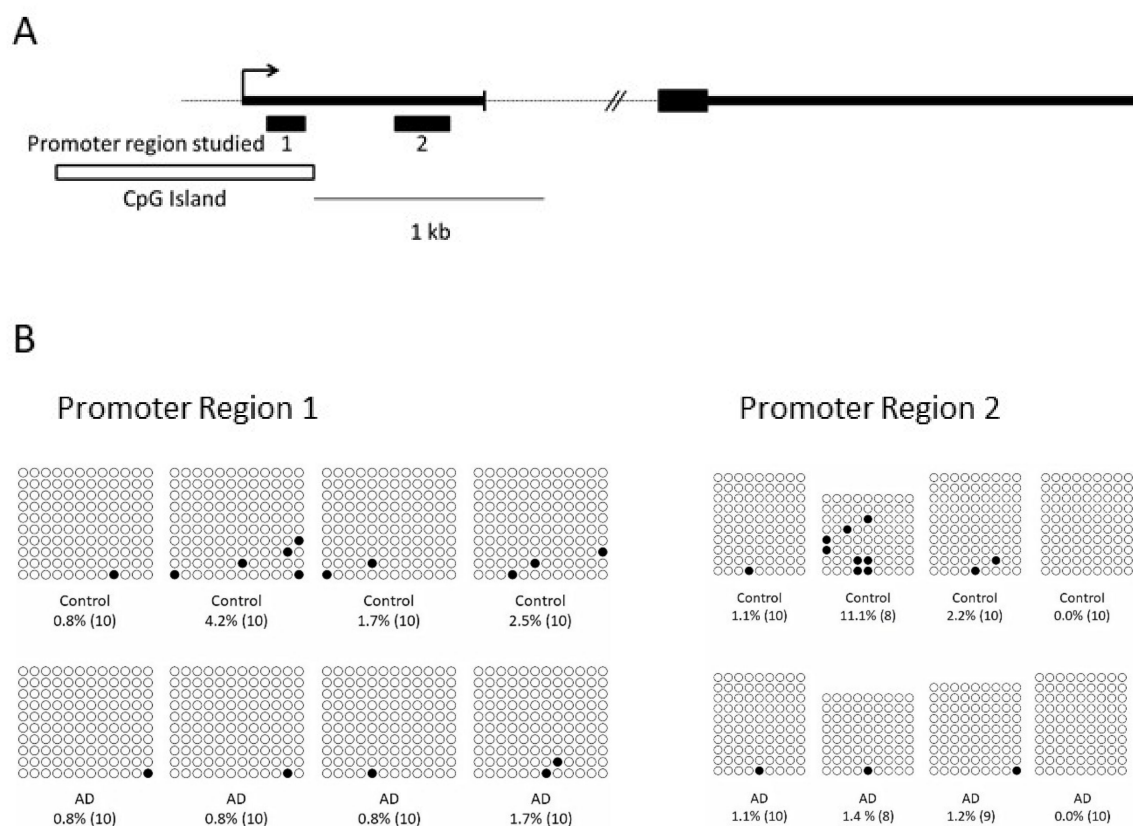 A
Promoter region studied 1 2
CpG Island
1 kb
B
Promoter Region 1
Promoter Region 2
Control Control Control Control
0.8% (10) 4.2% (10) 1.7% (10) 2.5% (10)
Control Control Control Control
1.1% (10) 11.1% (8) 2.2% (10) 0.0% (10)
AD AD AD AD
0.8% (10) 0.8% (10) 0.8% (10) 1.7% (10)
AD AD AD AD
1.1% (10) 1.4 % (8) 1.2% (9) 0.0% (10)